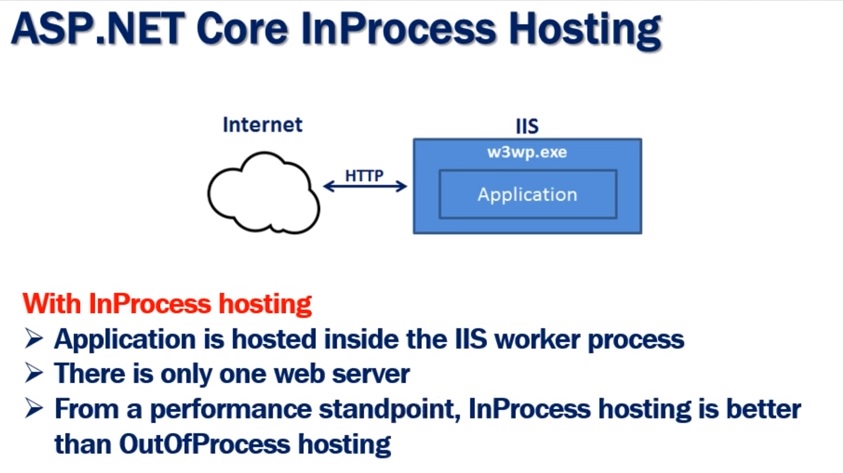 ASP.NET Core InProcess Hosting
Internet
IIS
HTTP
w3wp.exe
Application
With InProcess hosting
Application is hosted inside the IIS worker process
There is only one web server
From a performance standpoint, InProcess hosting is better
than OutOfProcess hosting